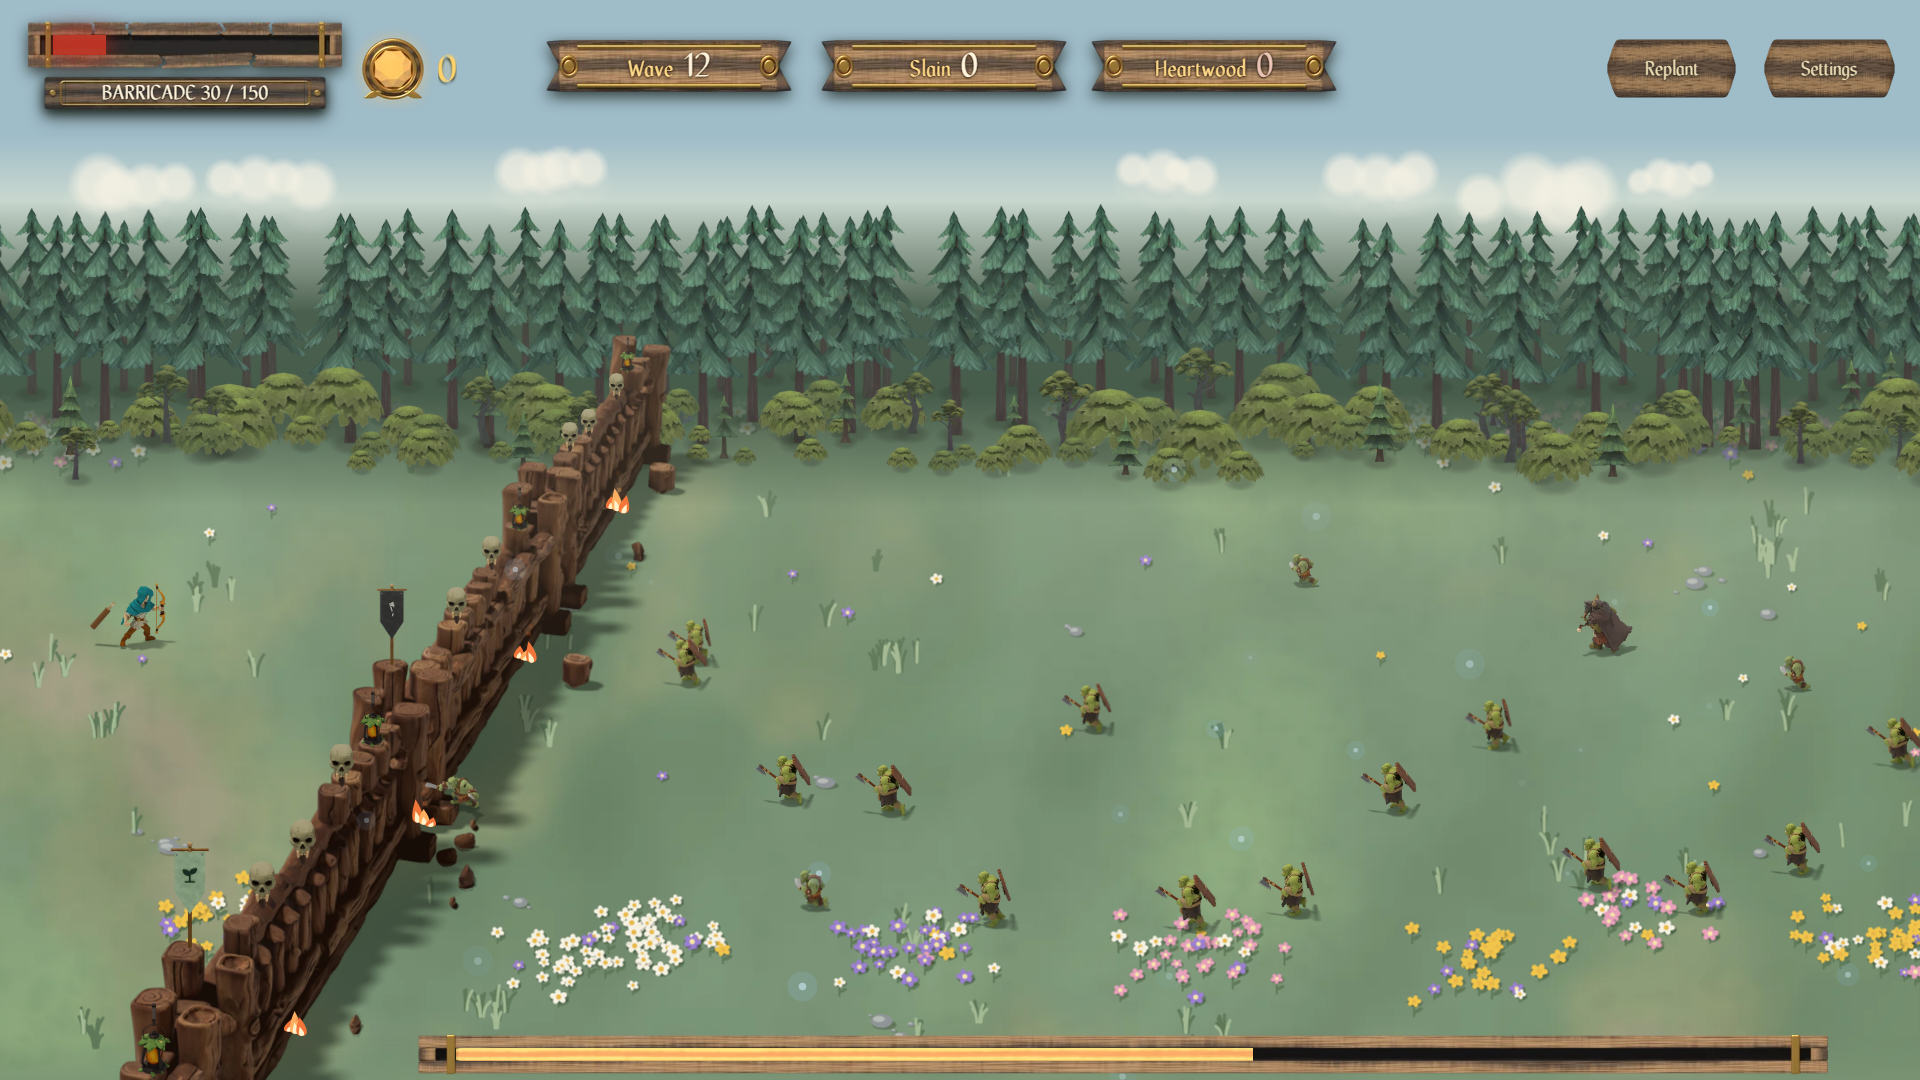 BARRICADE 30 / 150
0
Wave 12
Slain 0
Heartwood 0
Replant
Settings